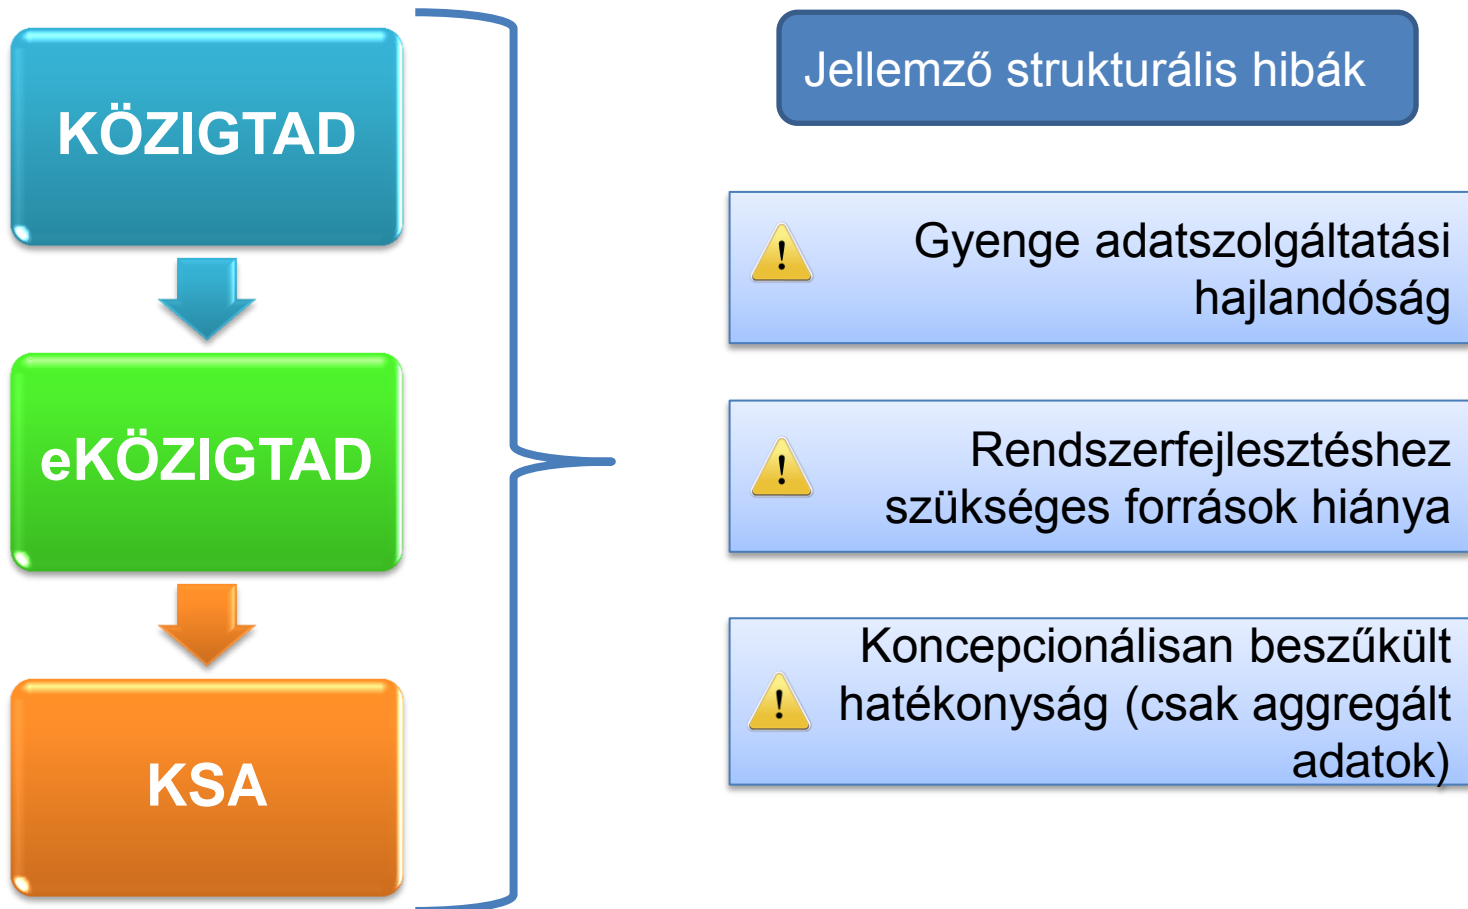 KÖZIGTAD
eKÖZIGTAD
KSA
Jellemző strukturális hibák
Gyenge adatszolgáltatási
hajlandóság
Rendszerfejlesztéshez
szükséges források hiánya
Koncepcionálisan beszűkült
hatékonyság (csak aggregált
adatok)